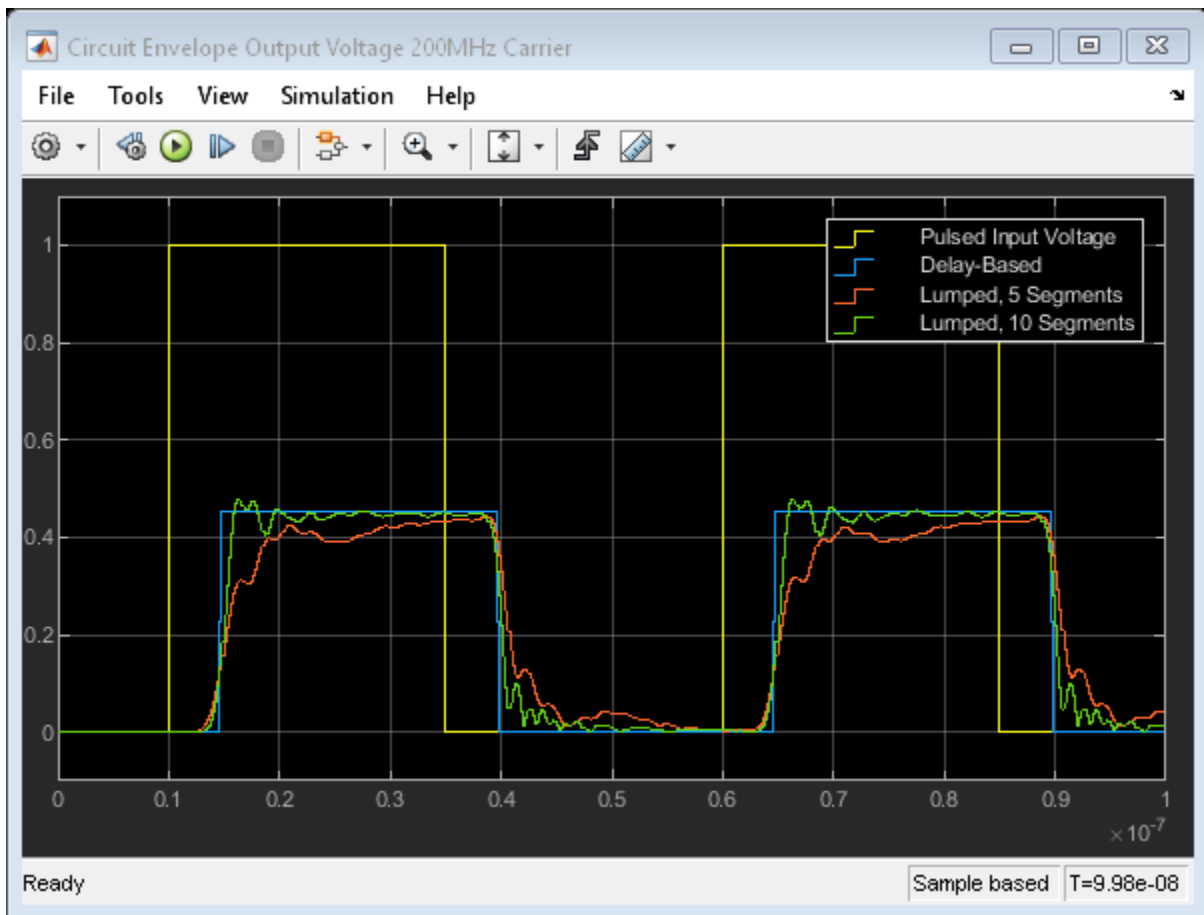 Circuit Envelope Output Voltage 200MHz Carrier
File Tools View Simulation Help
Pulsed Input Voltage
Delay-Based
Lumped, 5 Segments
Lumped, 10 Segments
1
0.8
0.6
0.4
0.2
0
0 0.1 0.2 0.3 0.4 0.5 0.6 0.7 0.8 0.9 1
×10⁻⁷
Ready Sample based T=9.98e-08